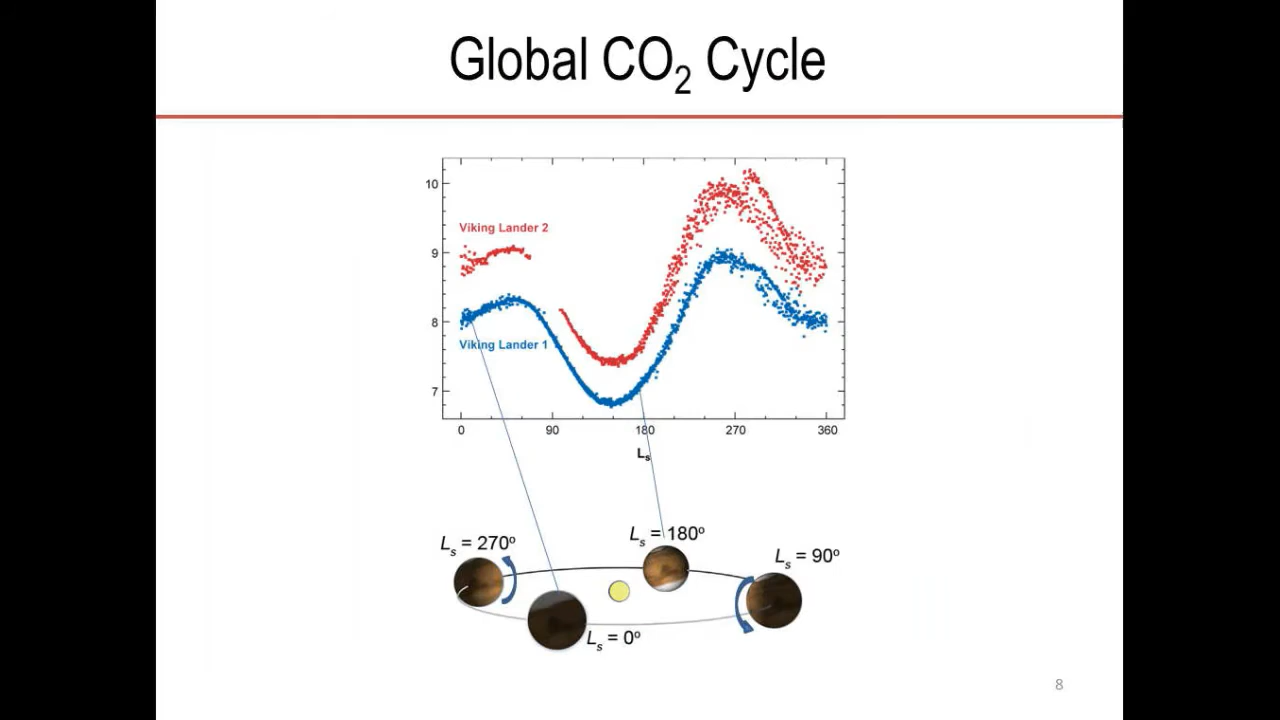 Global CO₂ Cycle
10
9
8
7
Viking Lander 2
Viking Lander 1
0 90 180 270 360
Lₛ
Lₛ = 270º
Lₛ = 180º
Lₛ = 90º
Lₛ = 0º
8